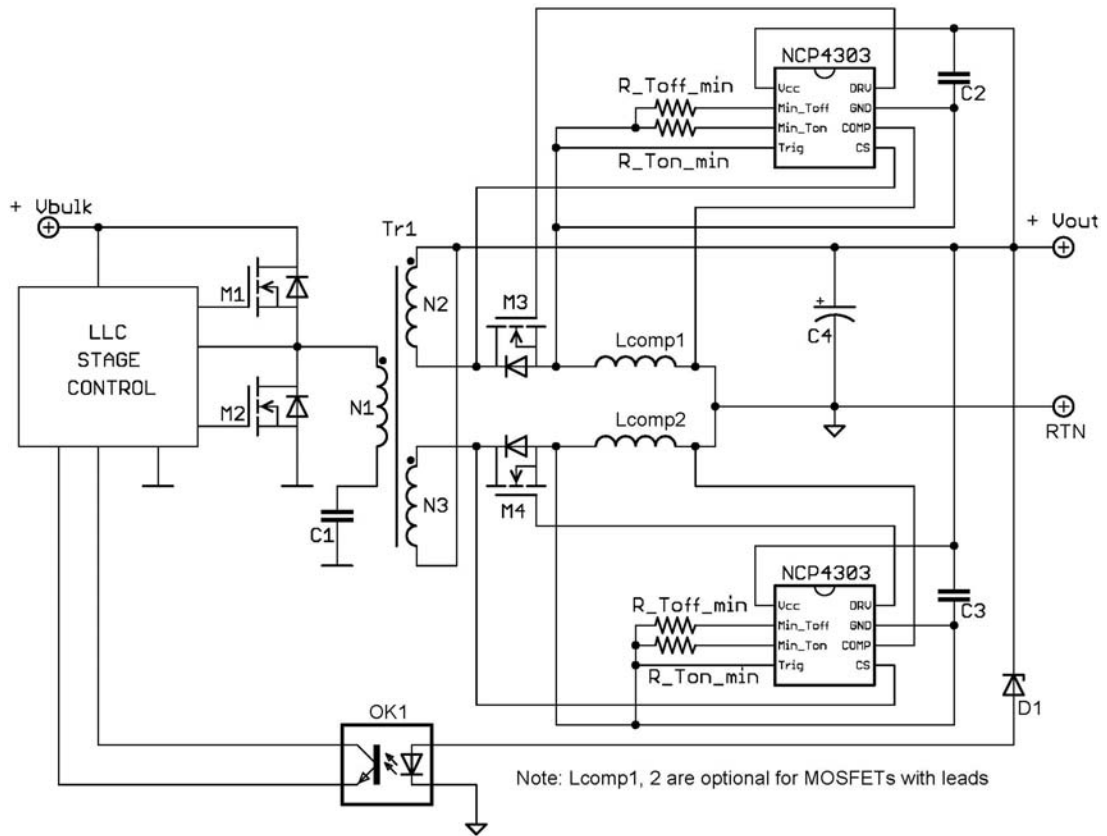 NCP4303
Vcc
DRV
Min_Toff
GND
Min_Ton
COMP
Trig
CS
R_Toff_min
R_Ton_min
C2
+ Vbulk
Tr1
+ Vout
M1
N2
M3
LLC
STAGE
CONTROL
Lcomp1
+
C4
M2
N1
Lcomp2
RTN
N3
M4
C1
NCP4303
Vcc
DRV
Min_Toff
GND
Min_Ton
COMP
Trig
CS
R_Toff_min
R_Ton_min
C3
D1
OK1
Note: Lcomp1, 2 are optional for MOSFETs with leads